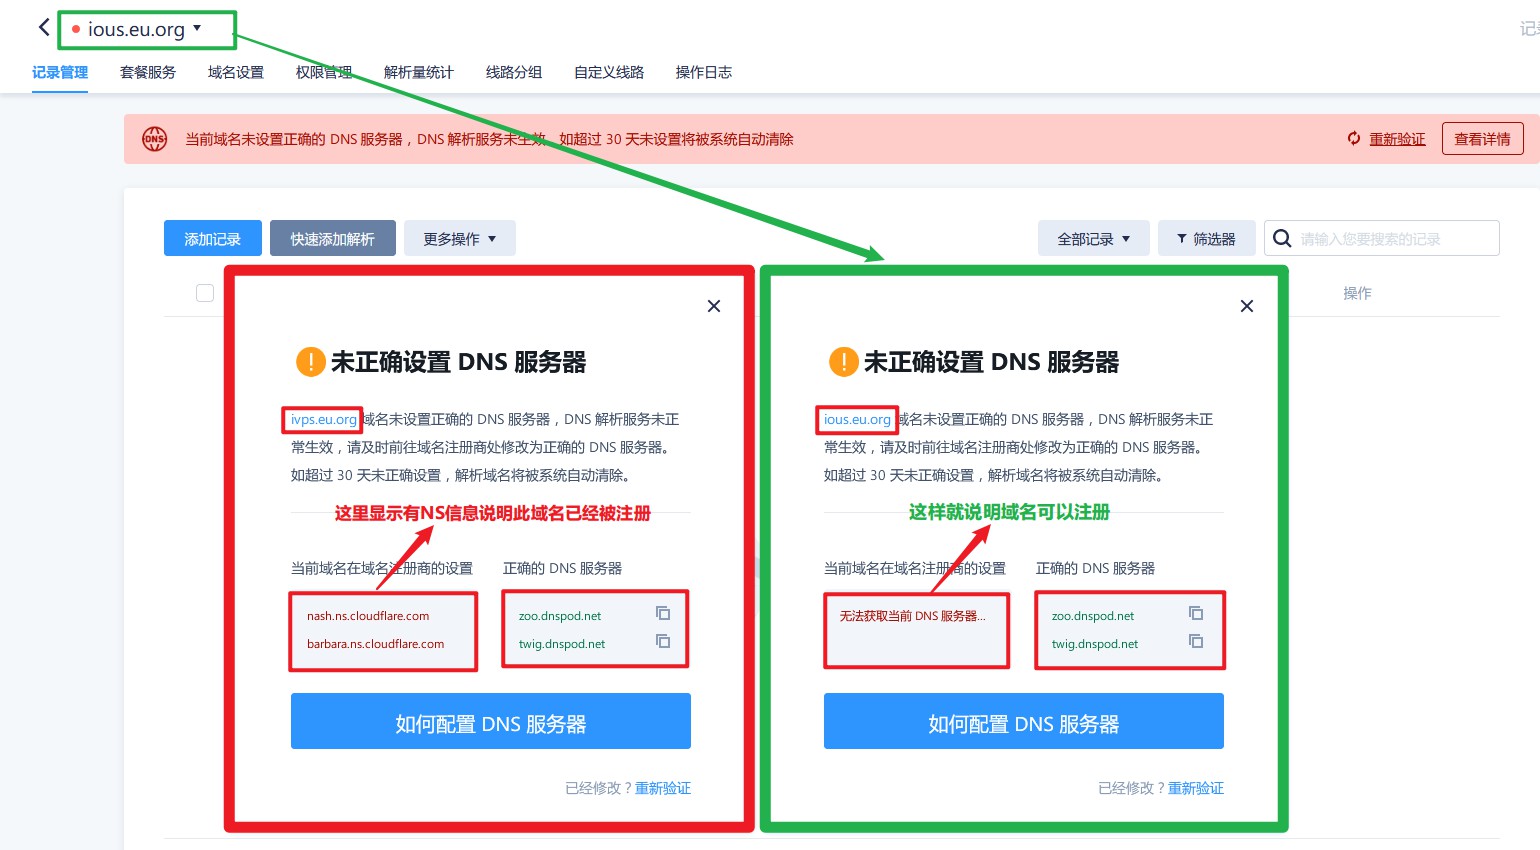 ious.eu.org
记录管理 套餐服务 域名设置 权限管理 解析量统计 线路分组 自定义线路 操作日志
DNS 当前域名未设置正确的 DNS 服务器，DNS 解析服务未生效，如超过 30 天未设置将被系统自动清除 重新验证 查看详情
添加记录 快速添加解析 更多操作 全部记录 筛选器 请输入您要搜索的记录
操作
未正确设置 DNS 服务器
ivps.eu.org 域名未设置正确的 DNS 服务器，DNS 解析服务未正
常生效，请及时前往域名注册商处修改为正确的 DNS 服务器。
如超过 30 天未正确设置，解析域名将被系统自动清除。
这里显示有NS信息说明此域名已经被注册
当前域名在域名注册商的设置 正确的 DNS 服务器
nash.ns.cloudflare.com zoo.dnspod.net
barbara.ns.cloudflare.com twig.dnspod.net
如何配置 DNS 服务器
已经修改？重新验证
未正确设置 DNS 服务器
ious.eu.org 域名未设置正确的 DNS 服务器，DNS 解析服务未正
常生效，请及时前往域名注册商处修改为正确的 DNS 服务器。
如超过 30 天未正确设置，解析域名将被系统自动清除。
这样就说明域名可以注册
当前域名在域名注册商的设置 正确的 DNS 服务器
无法获取当前 DNS 服务器... zoo.dnspod.net
twig.dnspod.net
如何配置 DNS 服务器
已经修改？重新验证